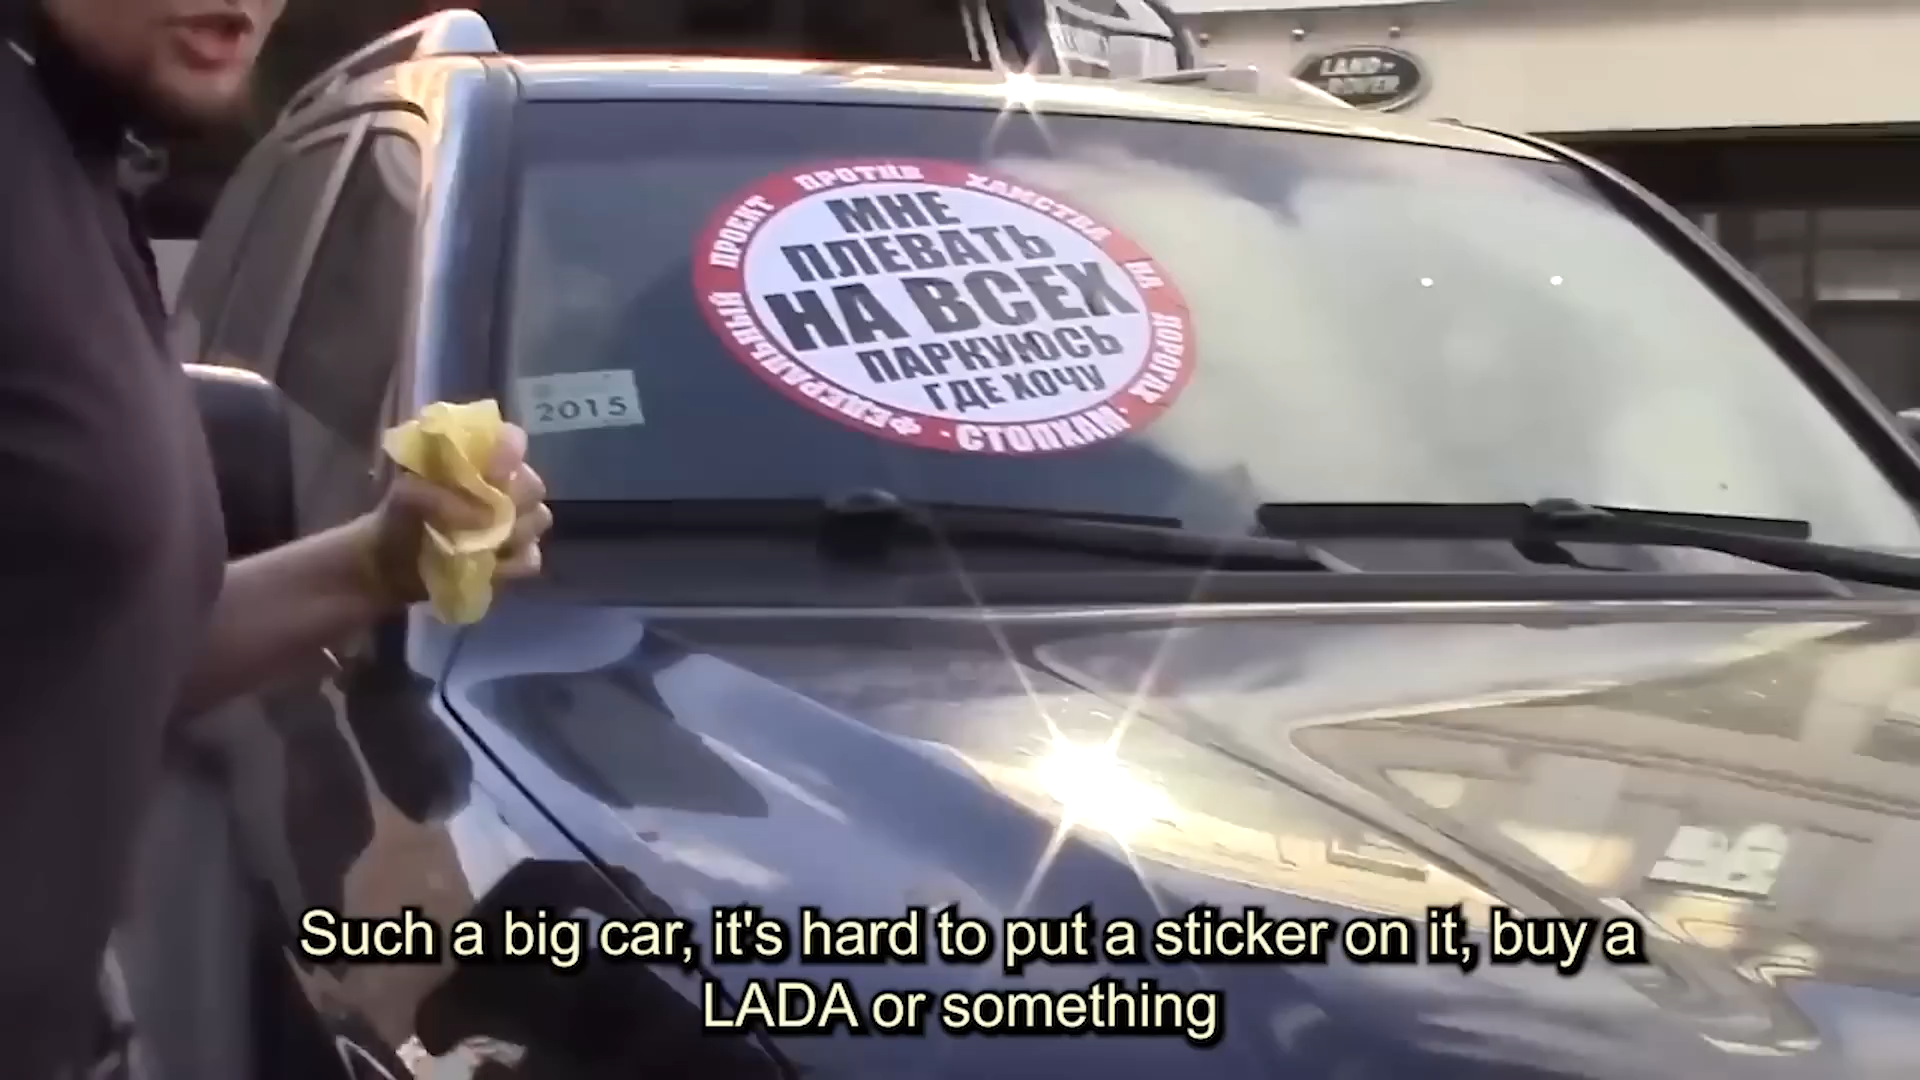 LAND-
ROVER
ФЕДЕРАЛЬНЫЙ ПРОЕКТ ПРОТИВ ХАМСТВА НА ДОРОГАХ · СТОПХАМ ·
МНЕ
ПЛЕВАТЬ
НА ВСЕХ
ПАРКУЮСЬ
ГДЕ ХОЧУ
2015
Such a big car, it's hard to put a sticker on it, buy a
LADA or something